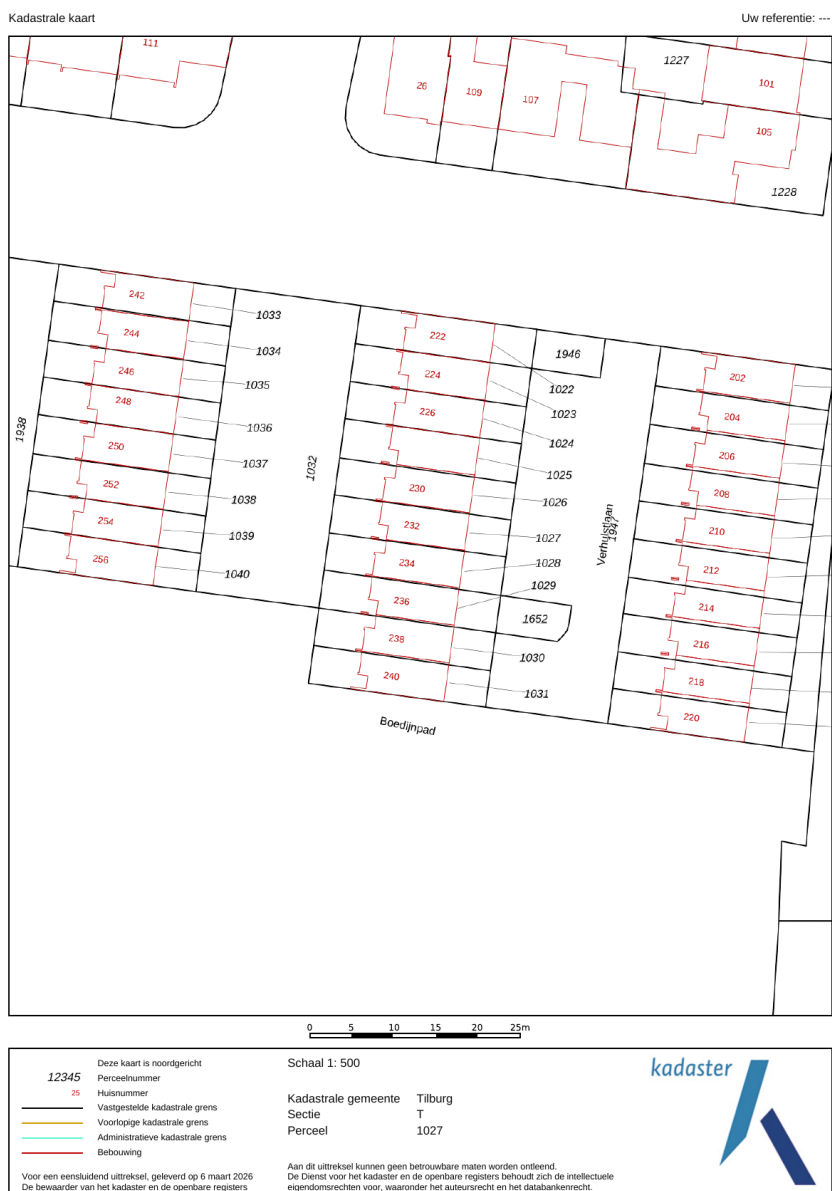 Kadastrale kaart
Uw referentie: ---
111
1227
26
109
107
101
105
1228
242
1033
244
1034
246
1035
248
1036
250
1037
252
1038
254
1039
256
1040
1938
1032
222
1946
224
1022
226
1023
1024
1025
230
1026
232
1027
234
1028
236
1029
1652
238
1030
240
1031
Boedijnpad
Verhulstlaan
1947
202
204
206
208
210
212
214
216
218
220
0 5 10 15 20 25m
Deze kaart is noordgericht
12345 Perceelnummer
25 Huisnummer
Vastgestelde kadastrale grens
Voorlopige kadastrale grens
Administratieve kadastrale grens
Bebouwing
Voor een eensluidend uittreksel, geleverd op 6 maart 2026
De bewaarder van het kadaster en de openbare registers
Schaal 1: 500
Kadastrale gemeente Tilburg
Sectie T
Perceel 1027
Aan dit uittreksel kunnen geen betrouwbare maten worden ontleend.
De Dienst voor het kadaster en de openbare registers behoudt zich de intellectuele
eigendomsrechten voor, waaronder het auteursrecht en het databankenrecht.
kadaster